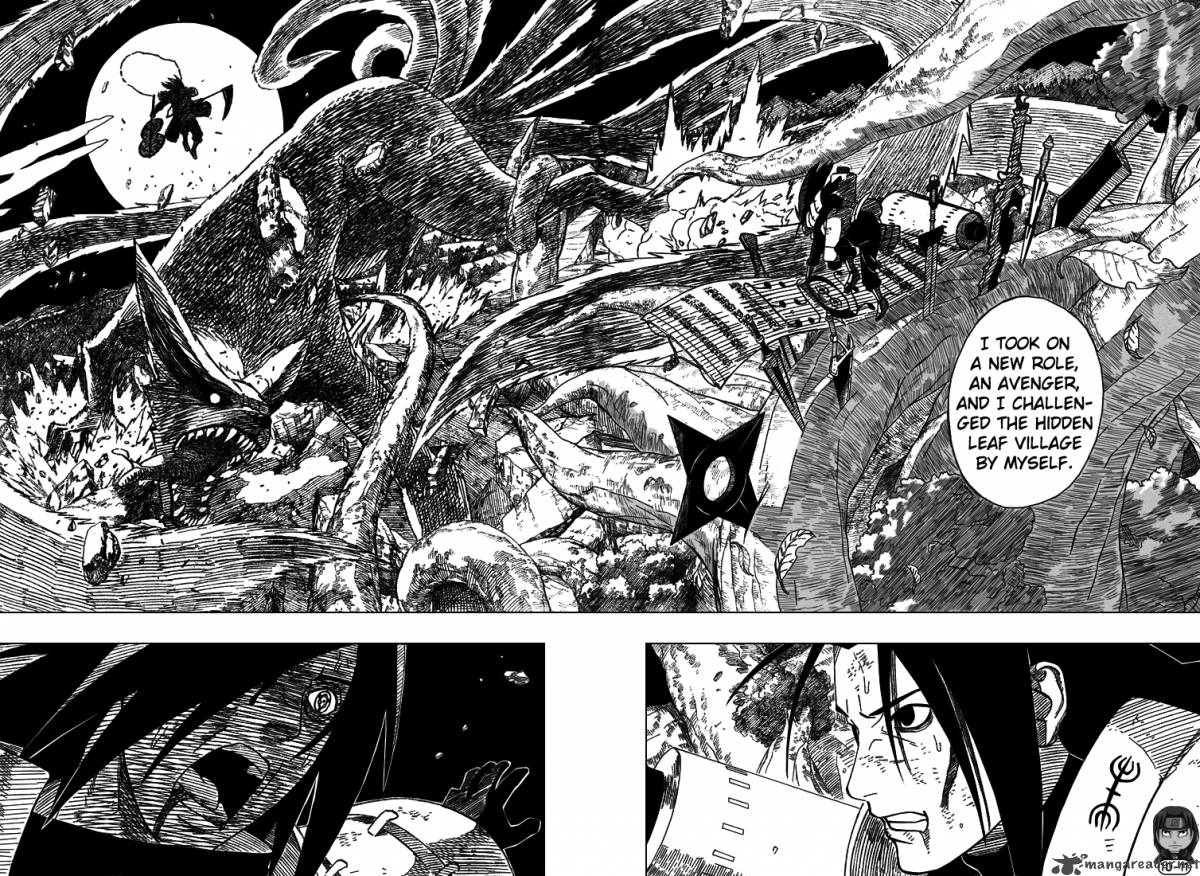 I TOOK ON
A NEW ROLE,
AN AVENGER,
AND I CHALLEN-
GED THE HIDDEN
LEAF VILLAGE
BY MYSELF.
mangareader.net